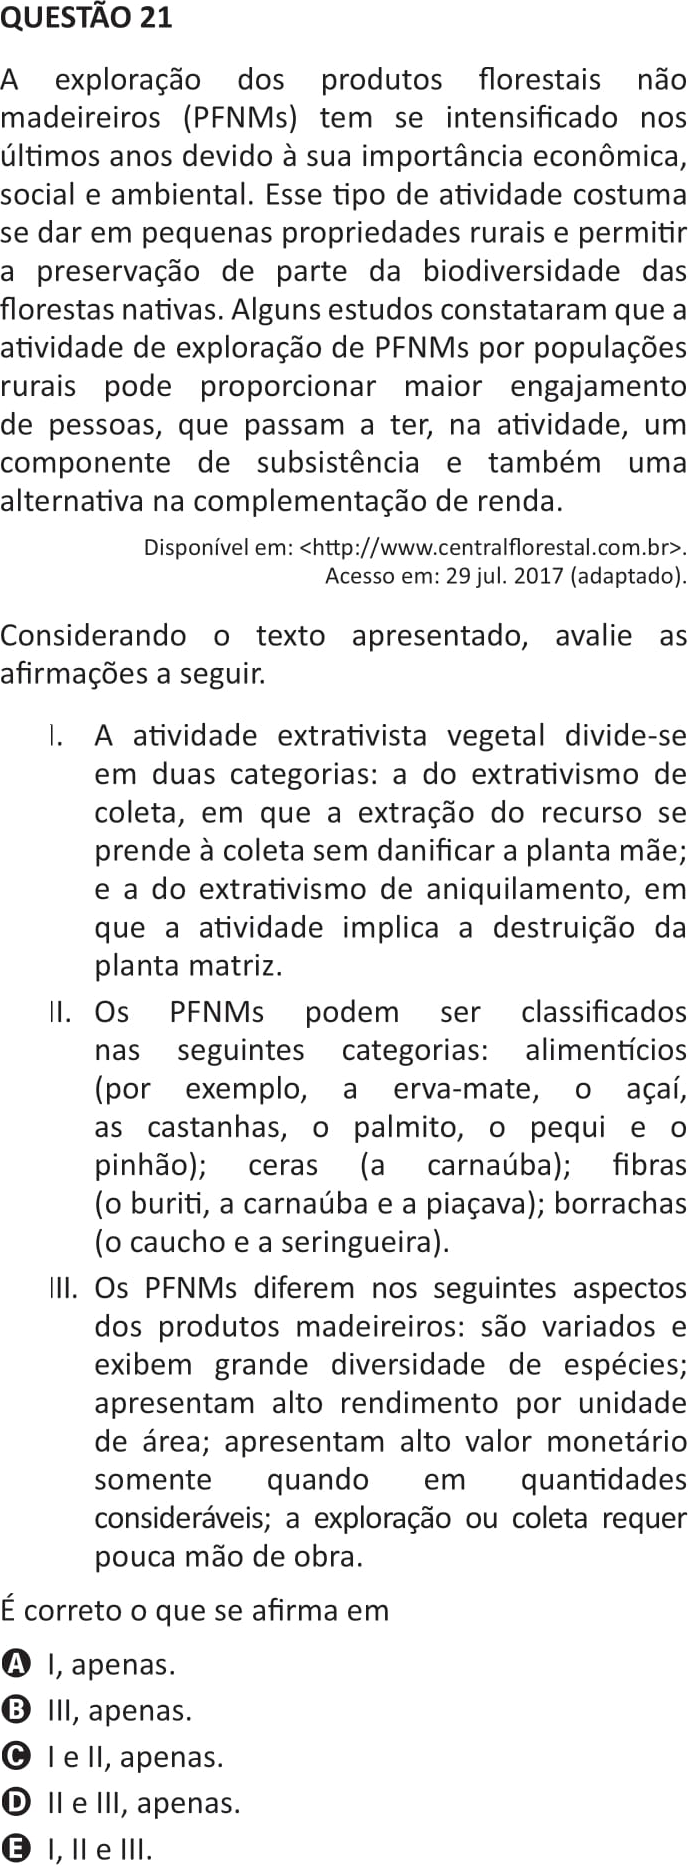 QUESTÃO 21
A exploração dos produtos florestais não
madeireiros (PFNMs) tem se intensificado nos
últimos anos devido à sua importância econômica,
social e ambiental. Esse tipo de atividade costuma
se dar em pequenas propriedades rurais e permitir
a preservação de parte da biodiversidade das
florestas nativas. Alguns estudos constataram que a
atividade de exploração de PFNMs por populações
rurais pode proporcionar maior engajamento
de pessoas, que passam a ter, na atividade, um
componente de subsistência e também uma
alternativa na complementação de renda.
Disponível em: <http://www.centralflorestal.com.br>.
Acesso em: 29 jul. 2017 (adaptado).
Considerando o texto apresentado, avalie as
afirmações a seguir.
I. A atividade extrativista vegetal divide-se
em duas categorias: a do extrativismo de
coleta, em que a extração do recurso se
prende à coleta sem danificar a planta mãe;
e a do extrativismo de aniquilamento, em
que a atividade implica a destruição da
planta matriz.
II. Os PFNMs podem ser classificados
nas seguintes categorias: alimentícios
(por exemplo, a erva-mate, o açaí,
as castanhas, o palmito, o pequi e o
pinhão); ceras (a carnaúba); fibras
(o buriti, a carnaúba e a piaçava); borrachas
(o caucho e a seringueira).
III. Os PFNMs diferem nos seguintes aspectos
dos produtos madeireiros: são variados e
exibem grande diversidade de espécies;
apresentam alto rendimento por unidade
de área; apresentam alto valor monetário
somente quando em quantidades
consideráveis; a exploração ou coleta requer
pouca mão de obra.
É correto o que se afirma em
A I, apenas.
B III, apenas.
C I e II, apenas.
D II e III, apenas.
E I, II e III.